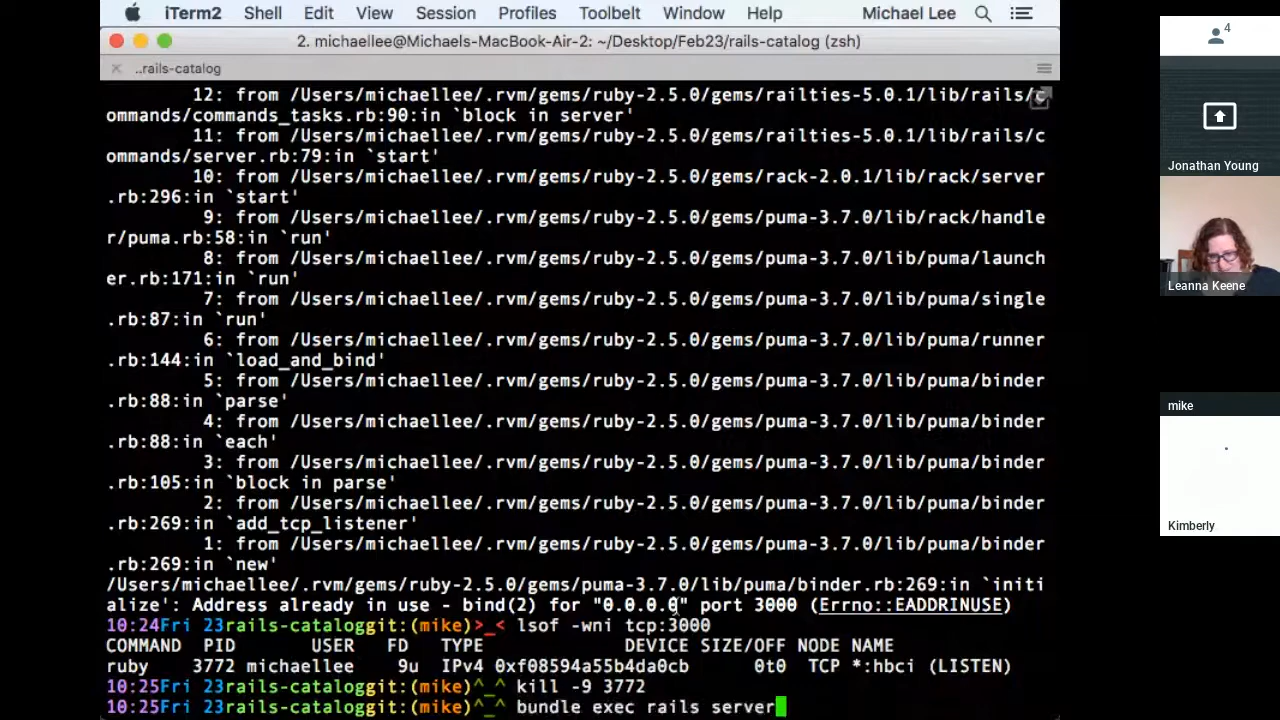 iTerm2 Shell Edit View Session Profiles Toolbelt Window Help Michael Lee
2. michaellee@Michaels-MacBook-Air-2: ~/Desktop/Feb23/rails-catalog (zsh)
..rails-catalog
12: from /Users/michaellee/.rvm/gems/ruby-2.5.0/gems/railties-5.0.1/lib/rails/c
ommands/commands_tasks.rb:90:in `block in server'
11: from /Users/michaellee/.rvm/gems/ruby-2.5.0/gems/railties-5.0.1/lib/rails/c
ommands/server.rb:79:in `start'
10: from /Users/michaellee/.rvm/gems/ruby-2.5.0/gems/rack-2.0.1/lib/rack/server
.rb:296:in `start'
9: from /Users/michaellee/.rvm/gems/ruby-2.5.0/gems/puma-3.7.0/lib/rack/handle
r/puma.rb:58:in `run'
8: from /Users/michaellee/.rvm/gems/ruby-2.5.0/gems/puma-3.7.0/lib/puma/launch
er.rb:171:in `run'
7: from /Users/michaellee/.rvm/gems/ruby-2.5.0/gems/puma-3.7.0/lib/puma/single
.rb:87:in `run'
6: from /Users/michaellee/.rvm/gems/ruby-2.5.0/gems/puma-3.7.0/lib/puma/runner
.rb:144:in `load_and_bind'
5: from /Users/michaellee/.rvm/gems/ruby-2.5.0/gems/puma-3.7.0/lib/puma/binder
.rb:88:in `parse'
4: from /Users/michaellee/.rvm/gems/ruby-2.5.0/gems/puma-3.7.0/lib/puma/binder
.rb:88:in `each'
3: from /Users/michaellee/.rvm/gems/ruby-2.5.0/gems/puma-3.7.0/lib/puma/binder
.rb:105:in `block in parse'
2: from /Users/michaellee/.rvm/gems/ruby-2.5.0/gems/puma-3.7.0/lib/puma/binder
.rb:269:in `add_tcp_listener'
1: from /Users/michaellee/.rvm/gems/ruby-2.5.0/gems/puma-3.7.0/lib/puma/binder
.rb:269:in `new'
/Users/michaellee/.rvm/gems/ruby-2.5.0/gems/puma-3.7.0/lib/puma/binder.rb:269:in `initi
alize': Address already in use - bind(2) for "0.0.0.0" port 3000 (Errno::EADDRINUSE)
10:24Fri 23rails-cataloggit:(mike)>_< lsof -wni tcp:3000
COMMAND PID USER FD TYPE DEVICE SIZE/OFF NODE NAME
ruby 3772 michaellee 9u IPv4 0xf08594a55b4da0cb 0t0 TCP *:hbci (LISTEN)
10:25Fri 23rails-cataloggit:(mike)^_^ kill -9 3772
10:25Fri 23rails-cataloggit:(mike)^_^ bundle exec rails server
4
Jonathan Young
Leanna Keene
mike
Kimberly